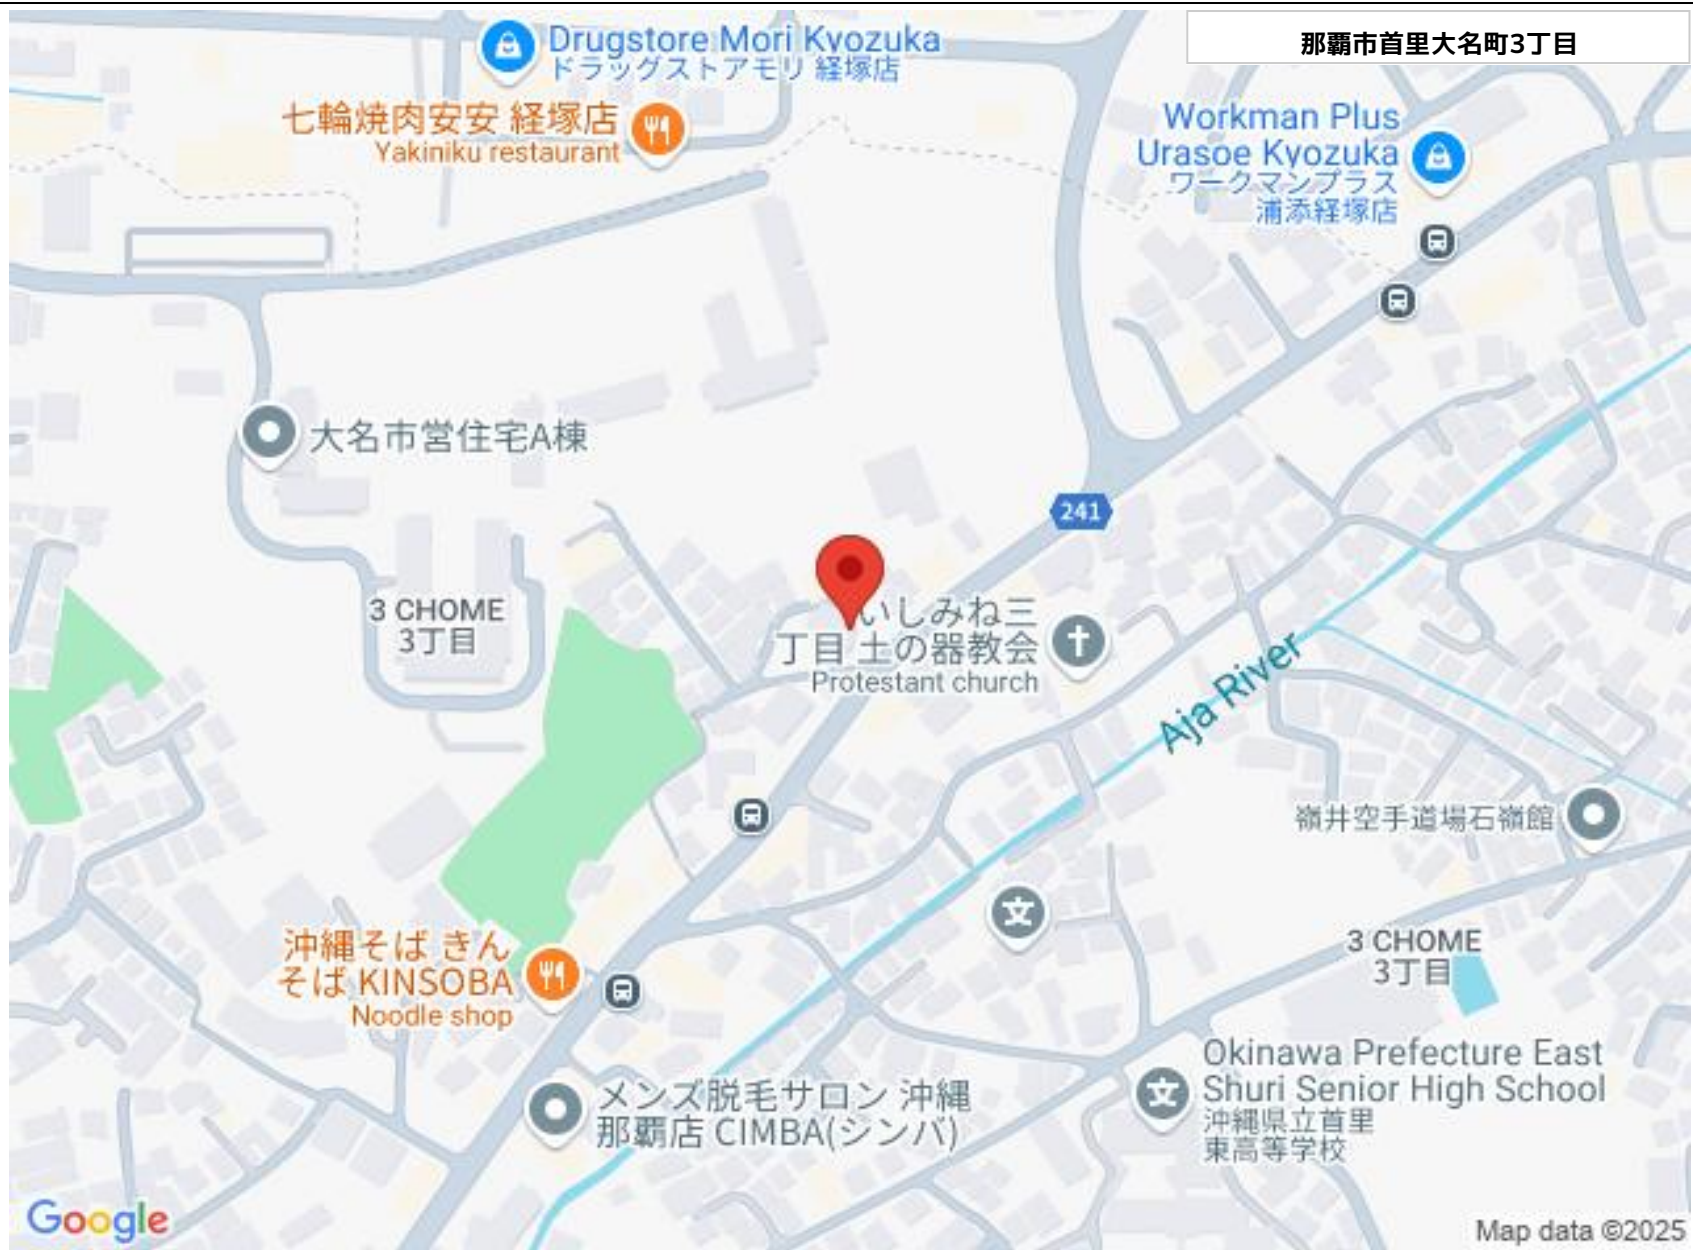 那覇市首里大名町3丁目
Drugstore Mori Kyozuka
ドラッグストアモリ 経塚店
七輪焼肉安安 経塚店
Yakiniku restaurant
Workman Plus
Urasoe Kyozuka
ワークマンプラス
浦添経塚店
大名市営住宅A棟
241
3 CHOME
3丁目
いしみね三
丁目 土の器教会
Protestant church
Aja River
嶺井空手道場石嶺館
文
沖縄そば きん
そば KINSOBA
Noodle shop
3 CHOME
3丁目
文
Okinawa Prefecture East
Shuri Senior High School
沖縄県立首里
東高等学校
メンズ脱毛サロン 沖縄
那覇店 CIMBA(シンバ)
Google
Map data ©2025